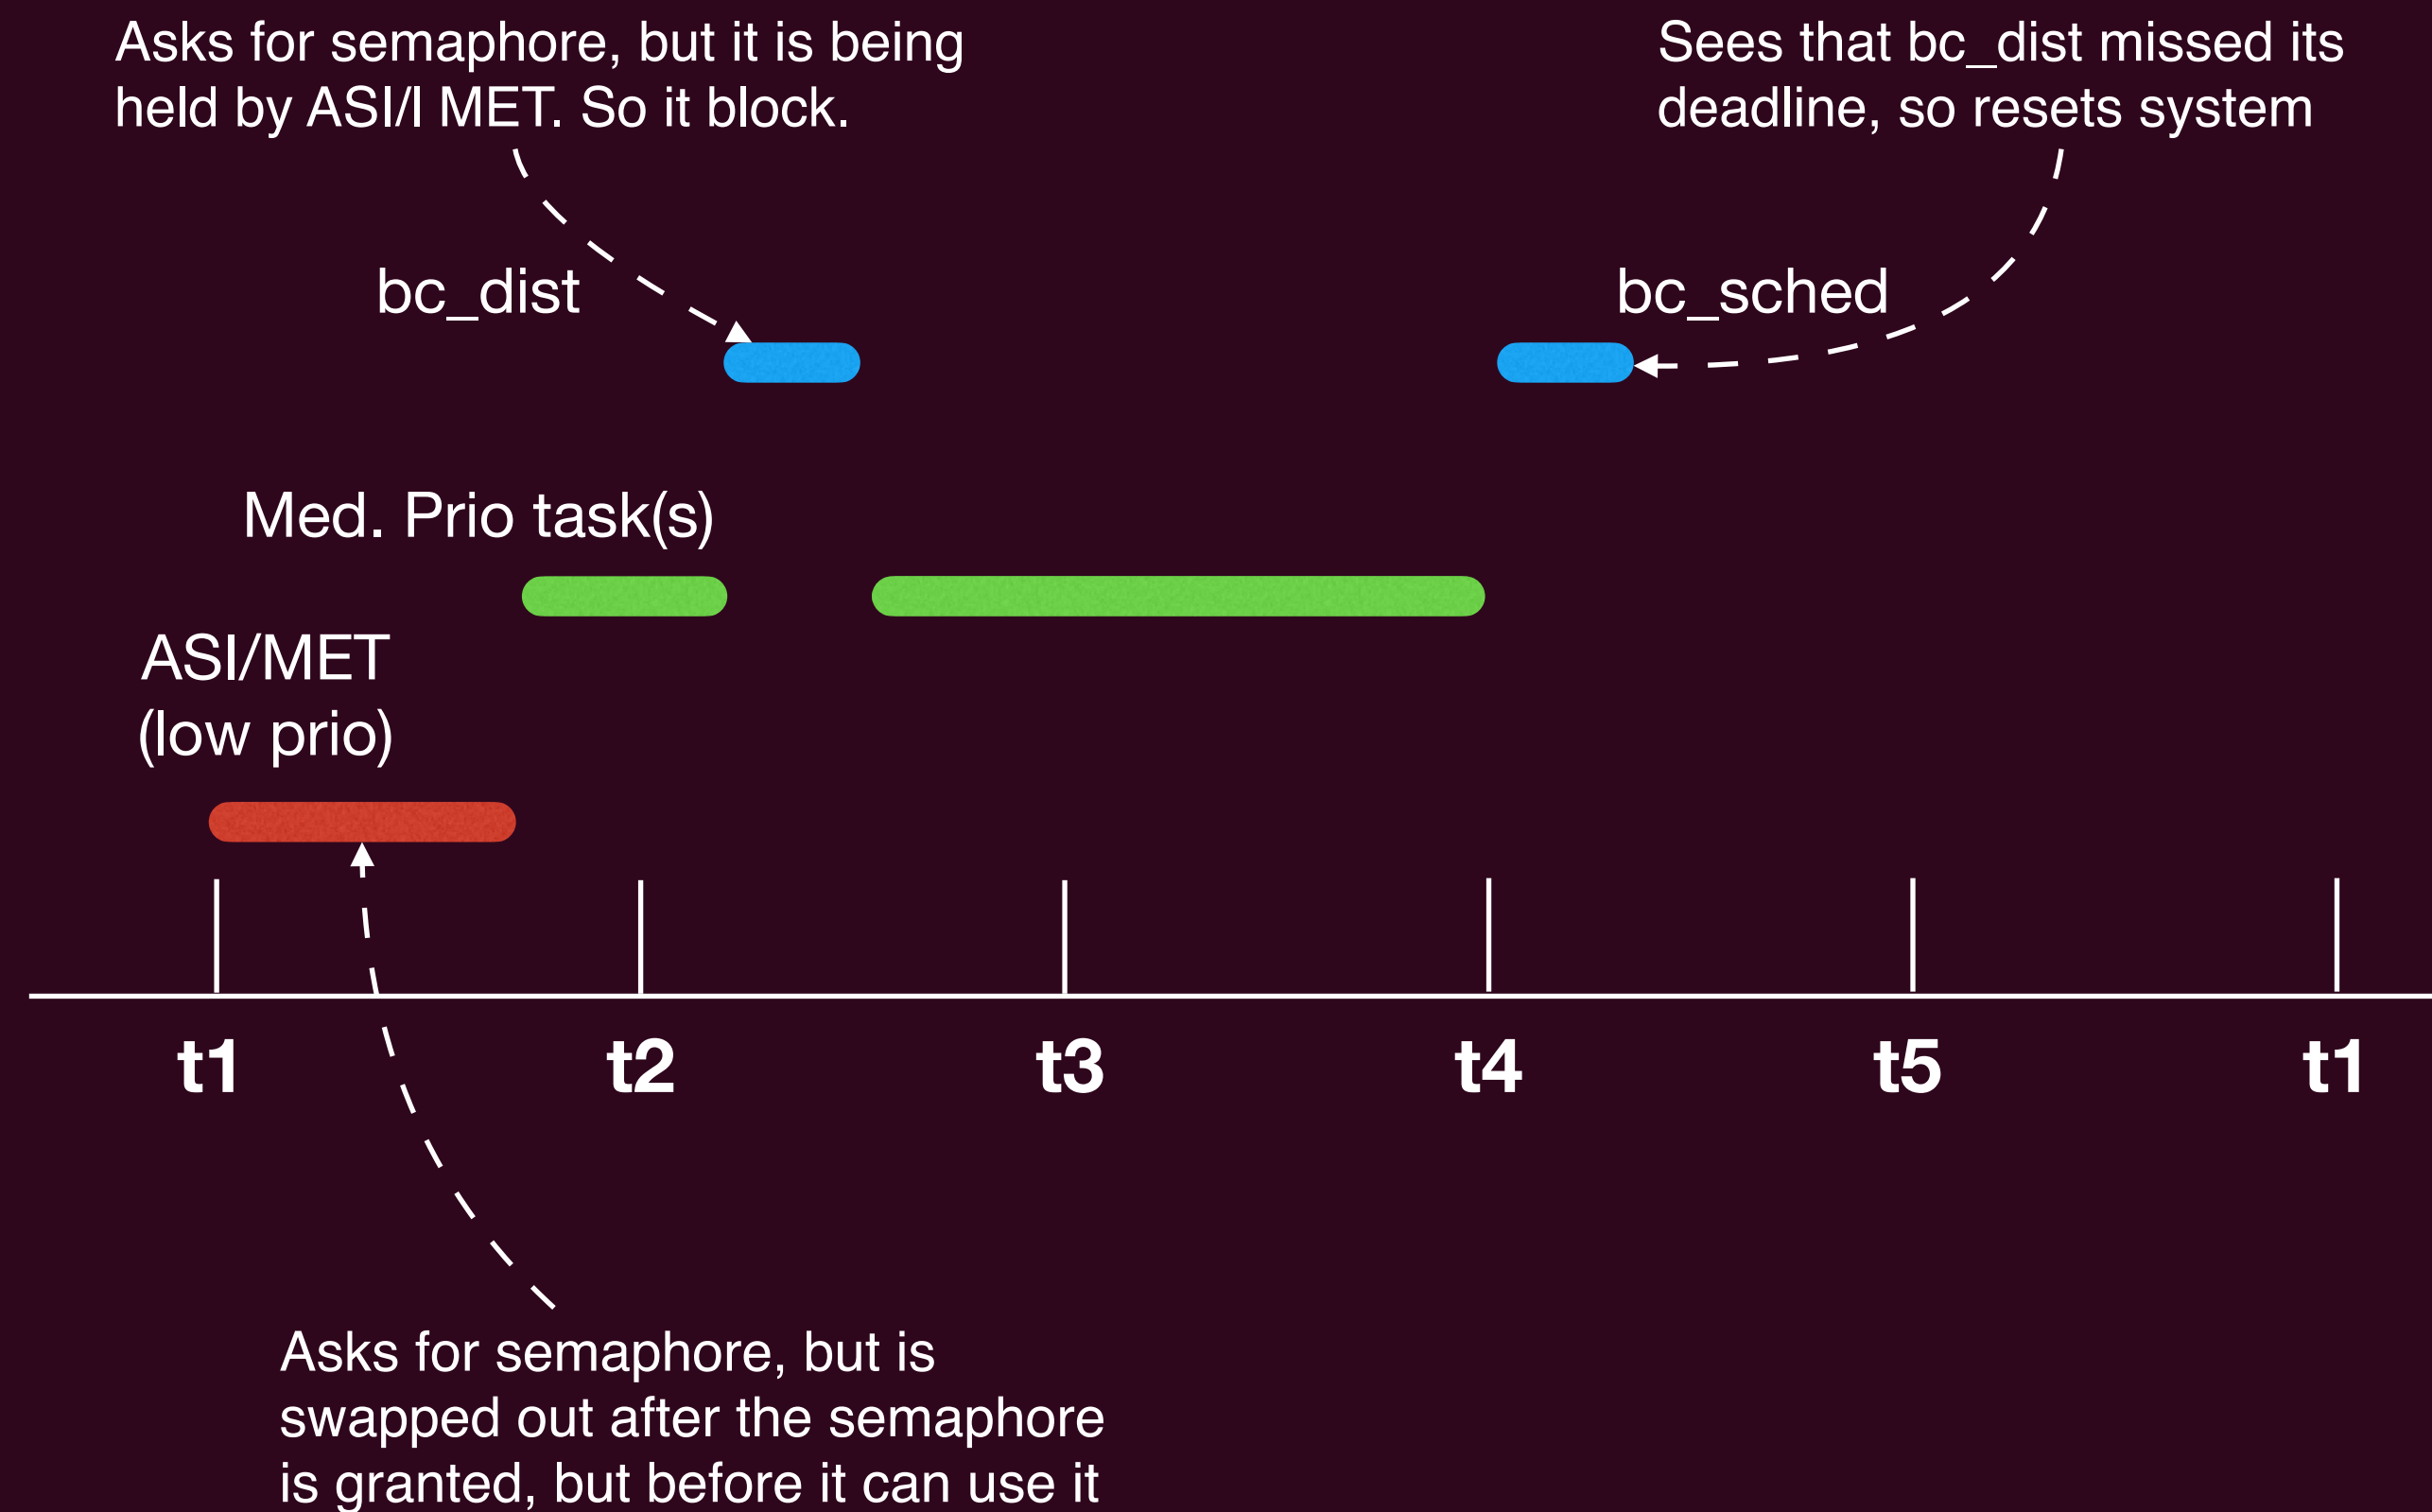 Asks for semaphore, but it is being
held by ASI/I MET. So it block.
Sees that bc_dist missed its
deadline, so resets system
bc_dist
bc_sched
Med. Prio task(s)
ASI/MET
(low prio)
t1
t2
t3
t4
t5
t1
Asks for semaphore, but is
swapped out after the semaphore
is granted, but before it can use it